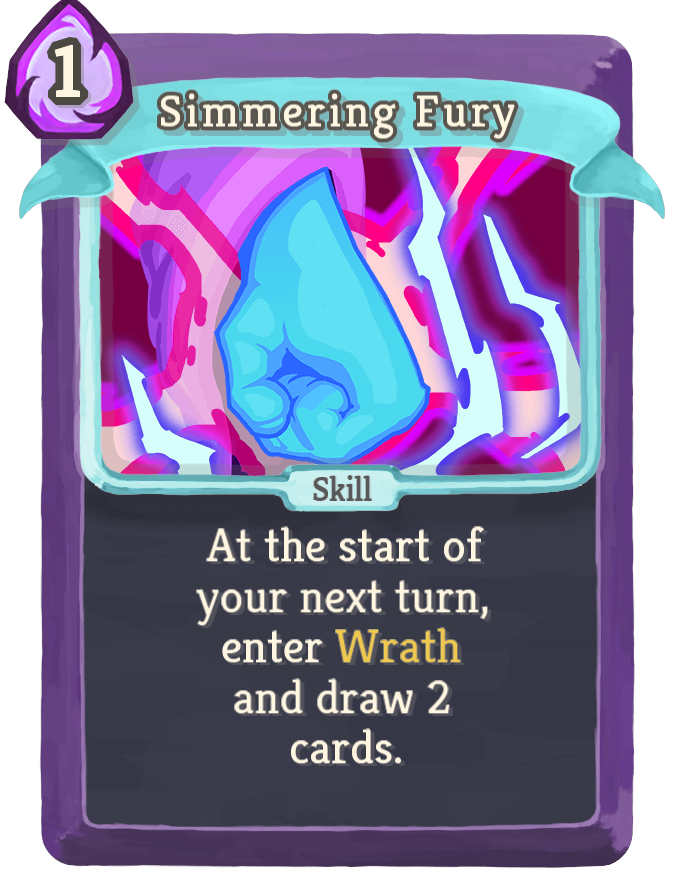 1
Simmering Fury
Skill
At the start of
your next turn,
enter Wrath
and draw 2
cards.